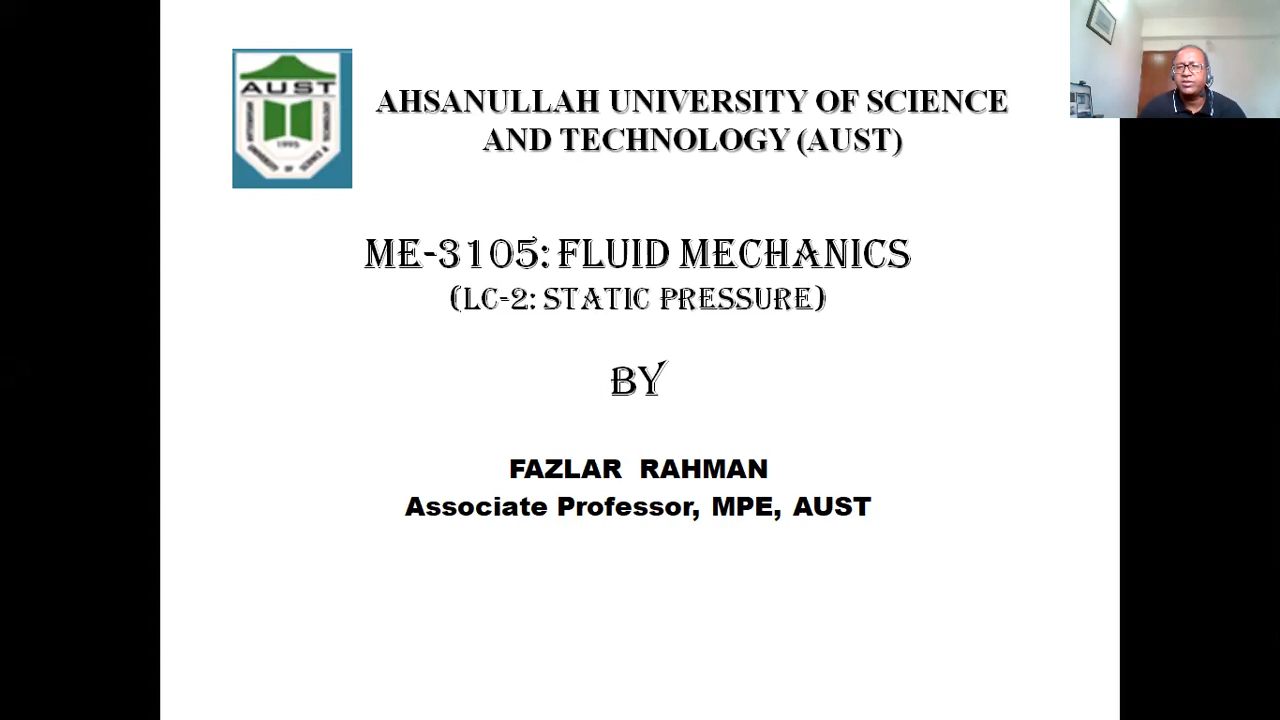 AUST
1995
AHSANULLAH UNIVERSITY OF SCIENCE
AND TECHNOLOGY (AUST)
ME-3105: FLUID MECHANICS
(LC-2: STATIC PRESSURE)
BY
FAZLAR RAHMAN
Associate Professor, MPE, AUST